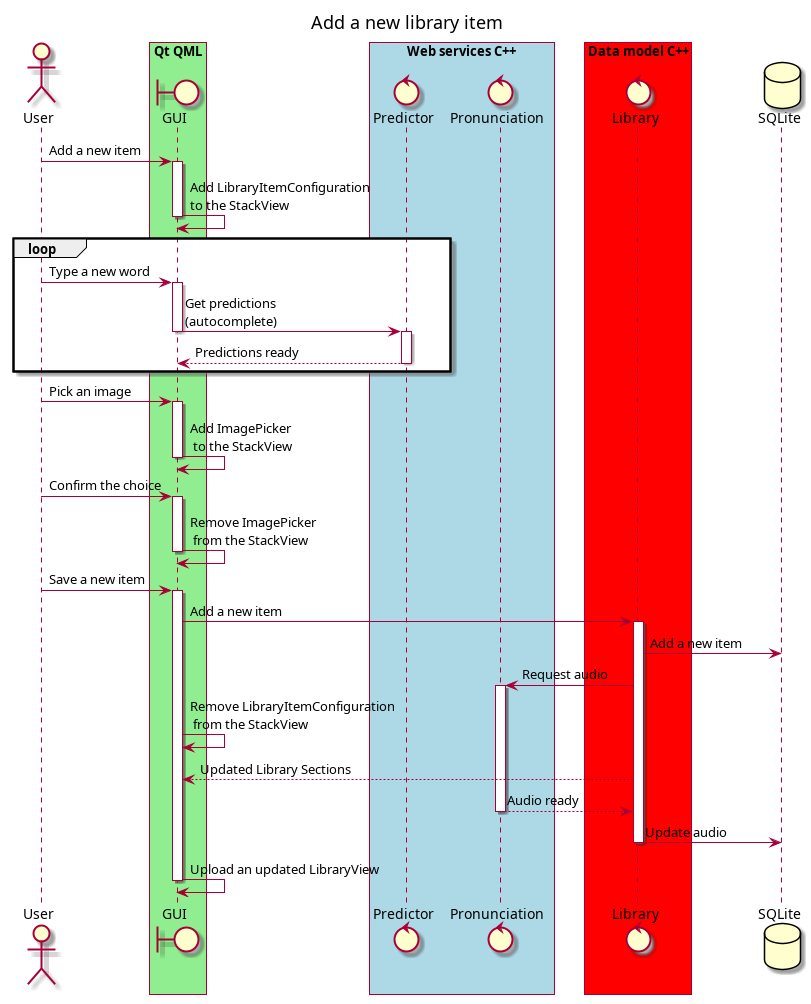 Add a new library item
Qt QML
Web services C++
Data model C++
User
GUI
Predictor
Pronunciation
Library
SQLite
Add a new item
Add LibraryItemConfiguration
to the StackView
loop
Type a new word
Get predictions
(autocomplete)
Predictions ready
Pick an image
Add ImagePicker
to the StackView
Confirm the choice
Remove ImagePicker
from the StackView
Save a new item
Add a new item
Add a new item
Request audio
Remove LibraryItemConfiguration
from the StackView
Updated Library Sections
Audio ready
Update audio
Upload an updated LibraryView
User
GUI
Predictor
Pronunciation
Library
SQLite